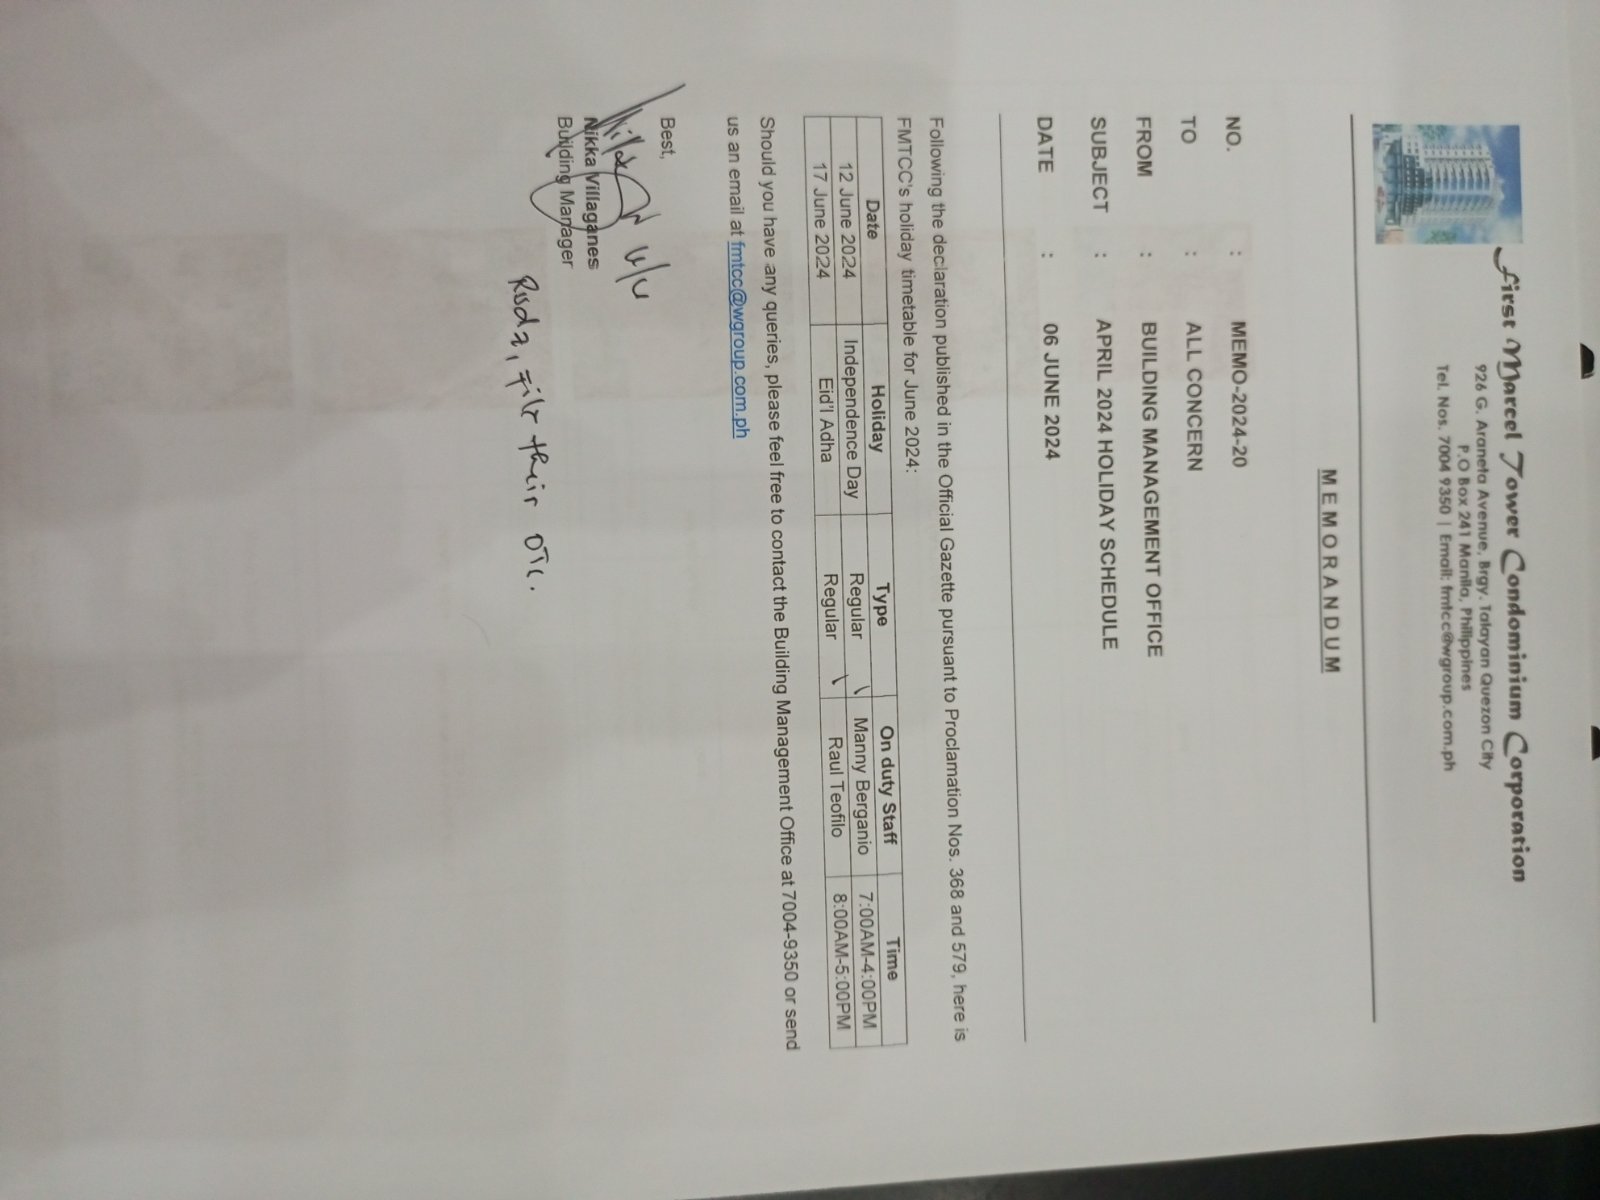 First Marcel Tower Condominium Corporation
926 G. Araneta Avenue, Brgy. Talayan Quezon City
P.O Box 241 Manila, Philippines
Tel. Nos. 7004 9350 | Email: fmtcc@wgroup.com.ph
MEMORANDUM
NO. : MEMO-2024-20
TO : ALL CONCERN
FROM : BUILDING MANAGEMENT OFFICE
SUBJECT : APRIL 2024 HOLIDAY SCHEDULE
DATE : 06 JUNE 2024
Following the declaration published in the Official Gazette pursuant to Proclamation Nos. 368 and 579, here is
FMTCC's holiday timetable for June 2024:
Date Holiday Type On duty Staff Time
12 June 2024 Independence Day Regular Manny Berganio 7:00AM-4:00PM
17 June 2024 Eid'l Adha Regular Raul Teofilo 8:00AM-5:00PM
Should you have any queries, please feel free to contact the Building Management Office at 7004-9350 or send
us an email at fmtcc@wgroup.com.ph
Best,
Nikka Villaganes
Building Manager
file their